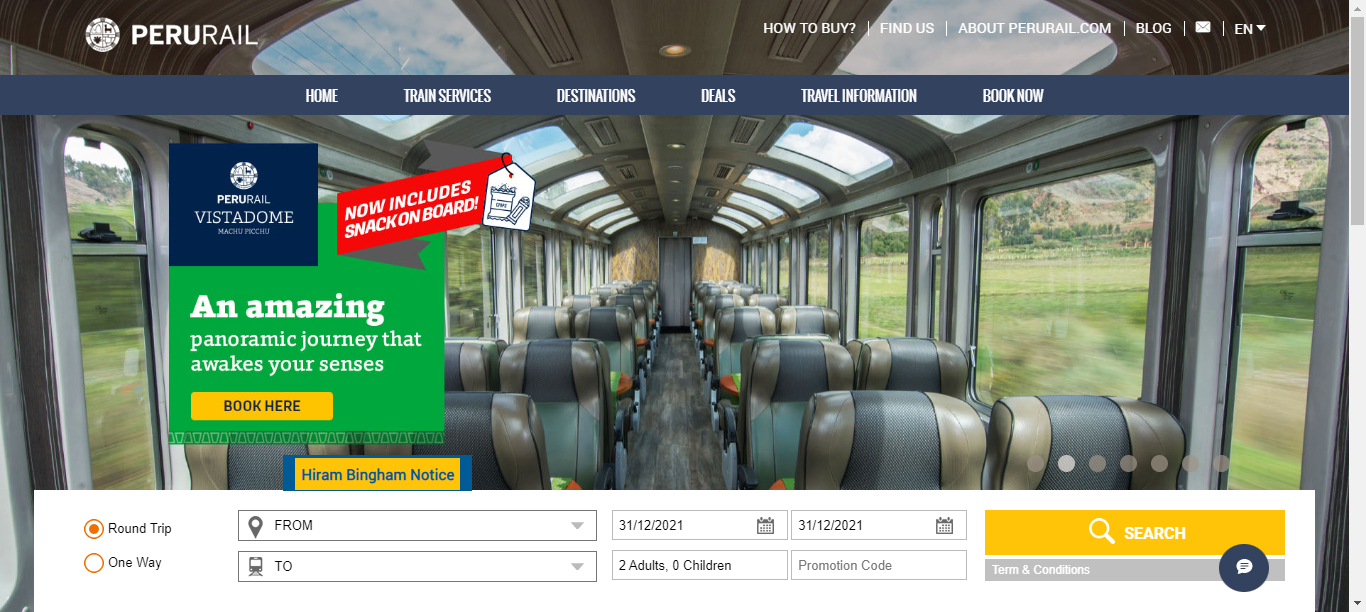 PERURAIL
HOW TO BUY?
FIND US
ABOUT PERURAIL.COM
BLOG
EN
HOME
TRAIN SERVICES
DESTINATIONS
DEALS
TRAVEL INFORMATION
BOOK NOW
PERURAIL
VISTADOME
MACHU PICCHU
NOW INCLUDES
SNACK ON BOARD!
An amazing
panoramic journey that
awakes your senses
BOOK HERE
Hiram Bingham Notice
Round Trip
One Way
FROM
TO
31/12/2021
31/12/2021
2 Adults, 0 Children
Promotion Code
SEARCH
Term & Conditions